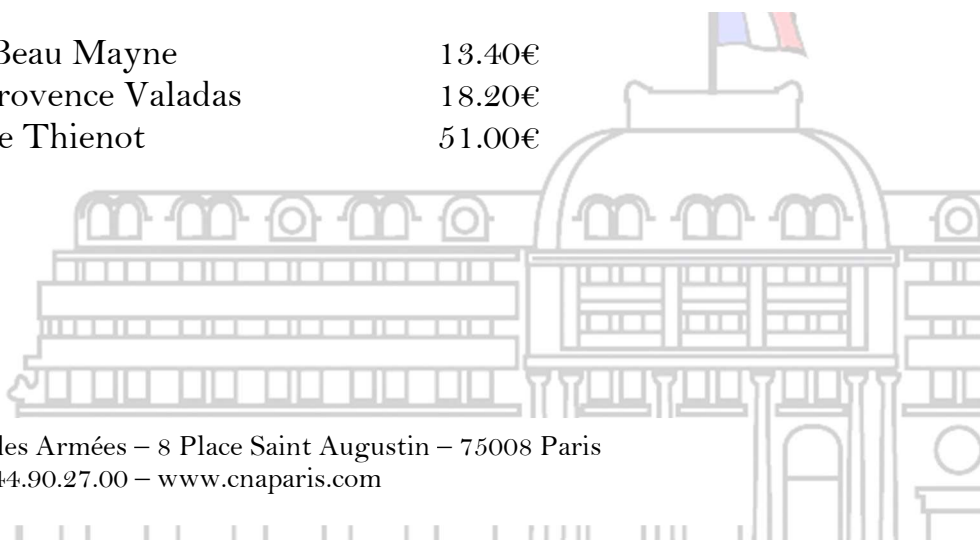 Beau Mayne 13.40€
rovence Valadas 18.20€
e Thienot 51.00€
les Armées – 8 Place Saint Augustin – 75008 Paris
44.90.27.00 – www.cnaparis.com